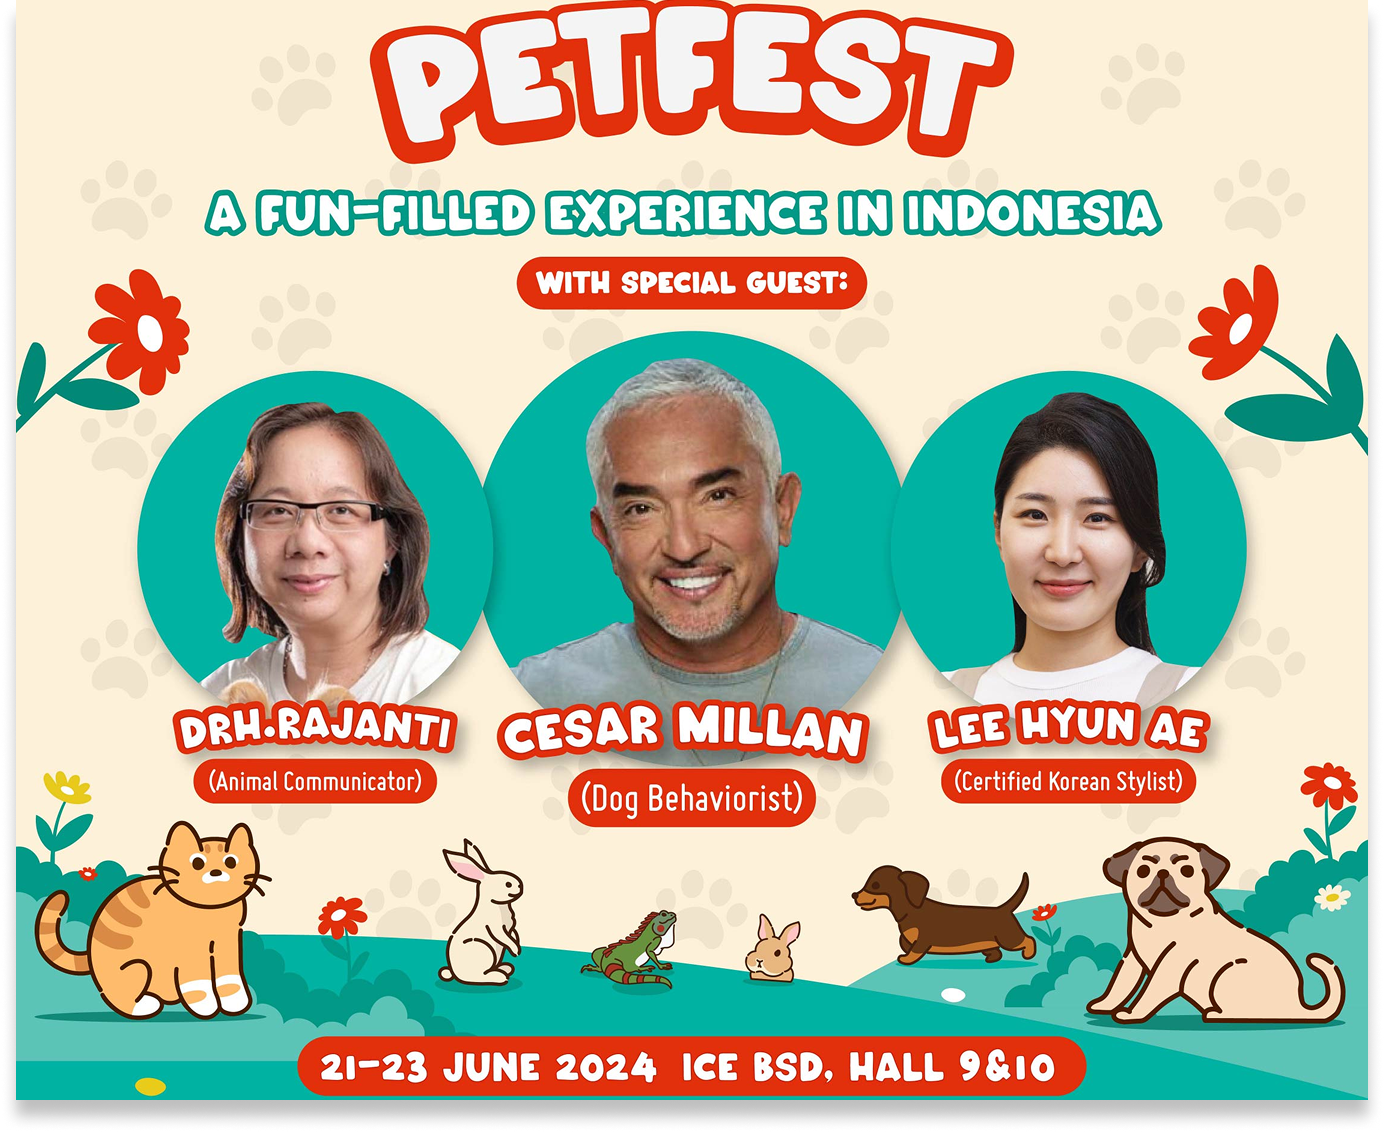 PETFEST
A FUN-FILLED EXPERIENCE IN INDONESIA
WITH SPECIAL GUEST:
DRH.RAJANTI
(Animal Communicator)
CESAR MILLAN
(Dog Behaviorist)
LEE HYUN AE
(Certified Korean Stylist)
21-23 JUNE 2024 ICE BSD, HALL 9&10